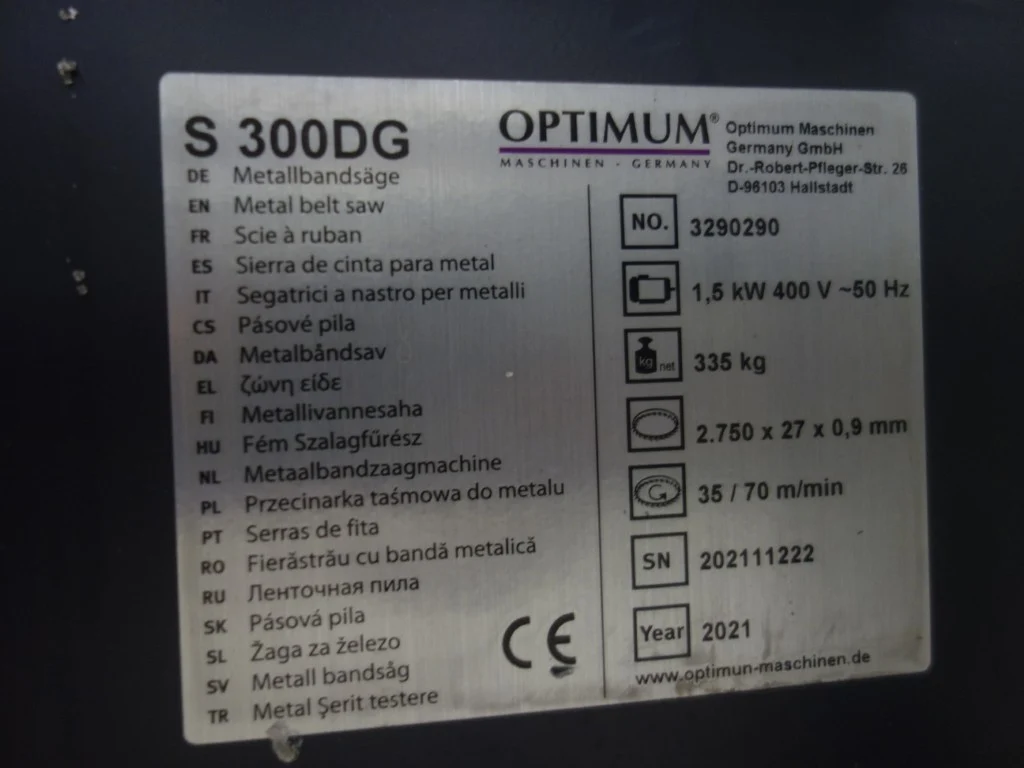 S 300DG
DE Metallbandsäge
EN Metal belt saw
FR Scie à ruban
ES Sierra de cinta para metal
IT Segatrici a nastro per metalli
CS Pásové pila
DA Metalbåndsav
EL ζώνη είδε
FI Metallivannesaha
HU Fém Szalagfűrész
NL Metaalbandzaagmachine
PL Przecinarka taśmowa do metalu
PT Serras de fita
RO Fierăstrău cu bandă metalică
RU Ленточная пила
SK Pásová pila
SL Žaga za železo
SV Metall bandsåg
TR Metal Şerit testere
CE
OPTIMUM®
MASCHINEN - GERMANY
Optimum Maschinen
Germany GmbH
Dr.-Robert-Pfleger-Str. 26
D-96103 Hallstadt
NO. 3290290
1,5 kW 400 V ~50 Hz
kg net 335 kg
2.750 x 27 x 0,9 mm
35 / 70 m/min
SN 202111222
Year 2021
www.optimun-maschinen.de